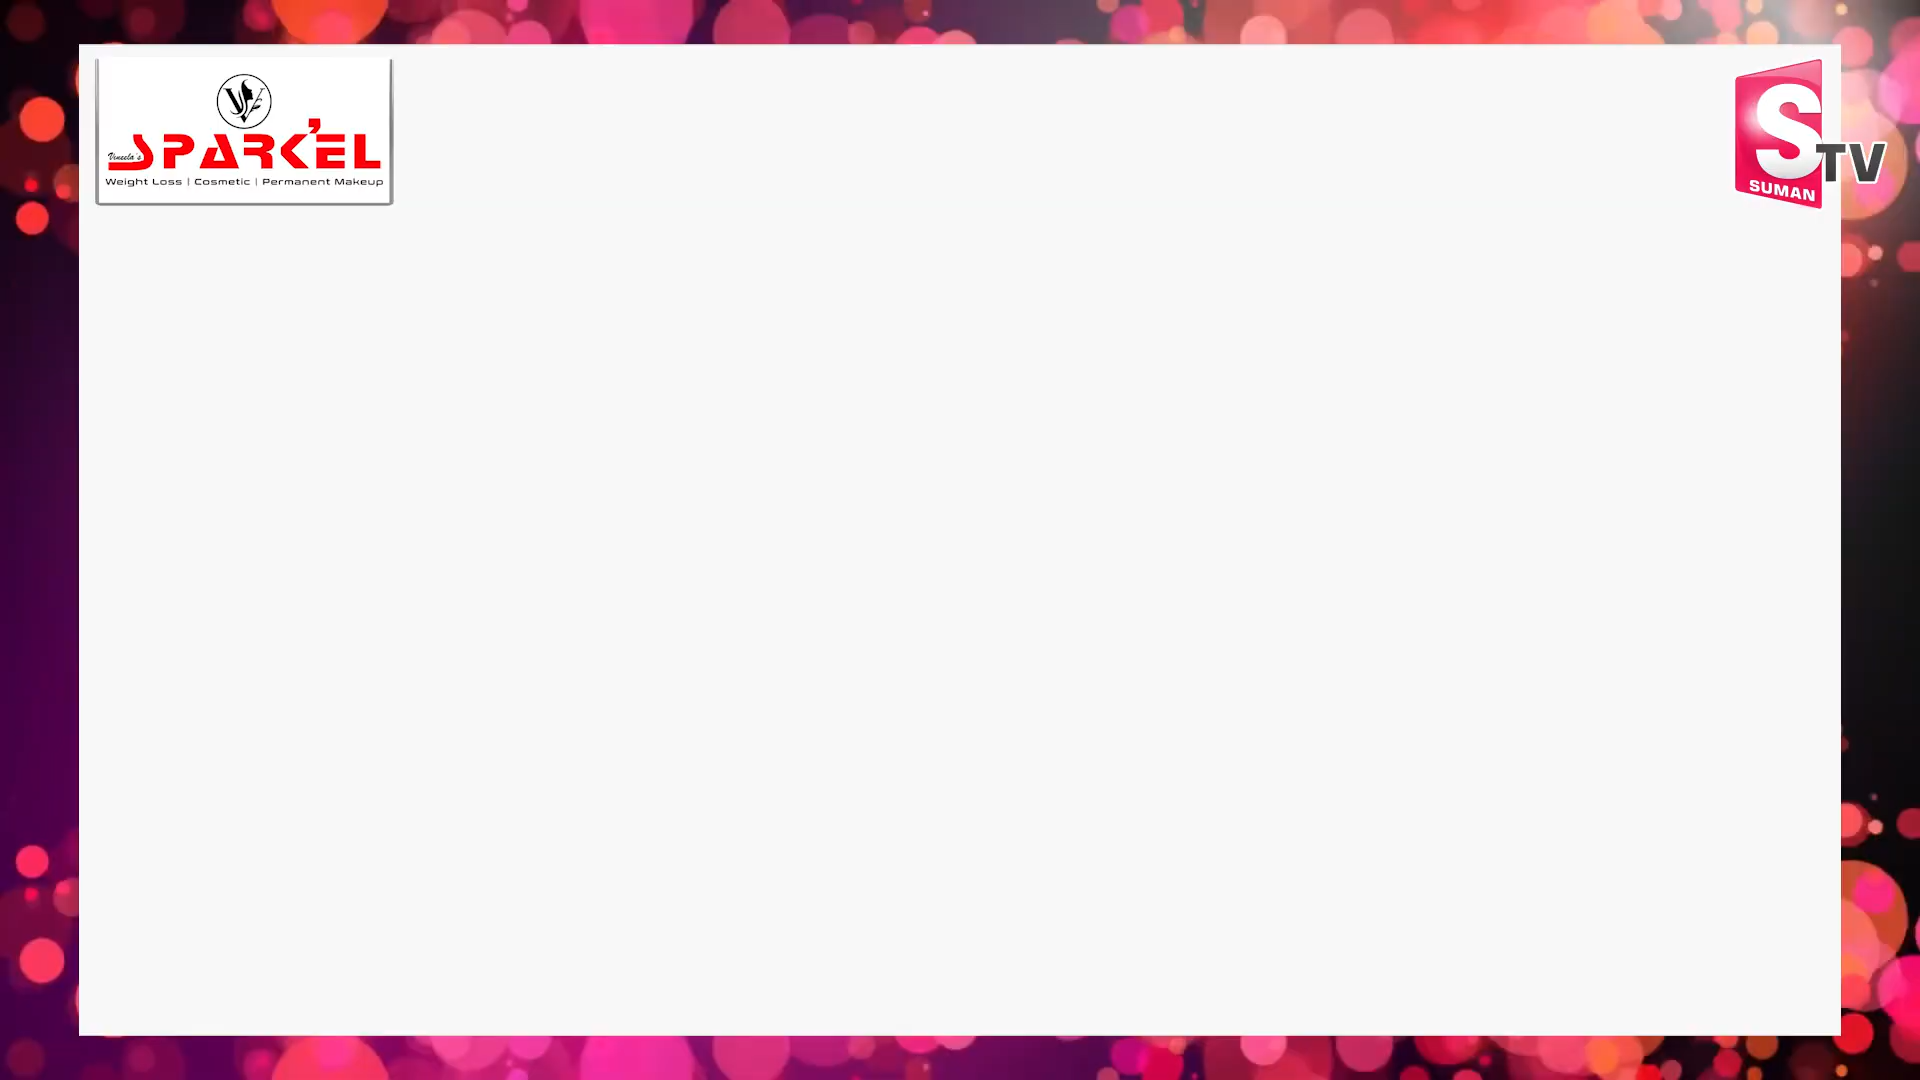 Vineela's SPARK'EL
Weight Loss | Cosmetic | Permanent Makeup
S TV
SUMAN